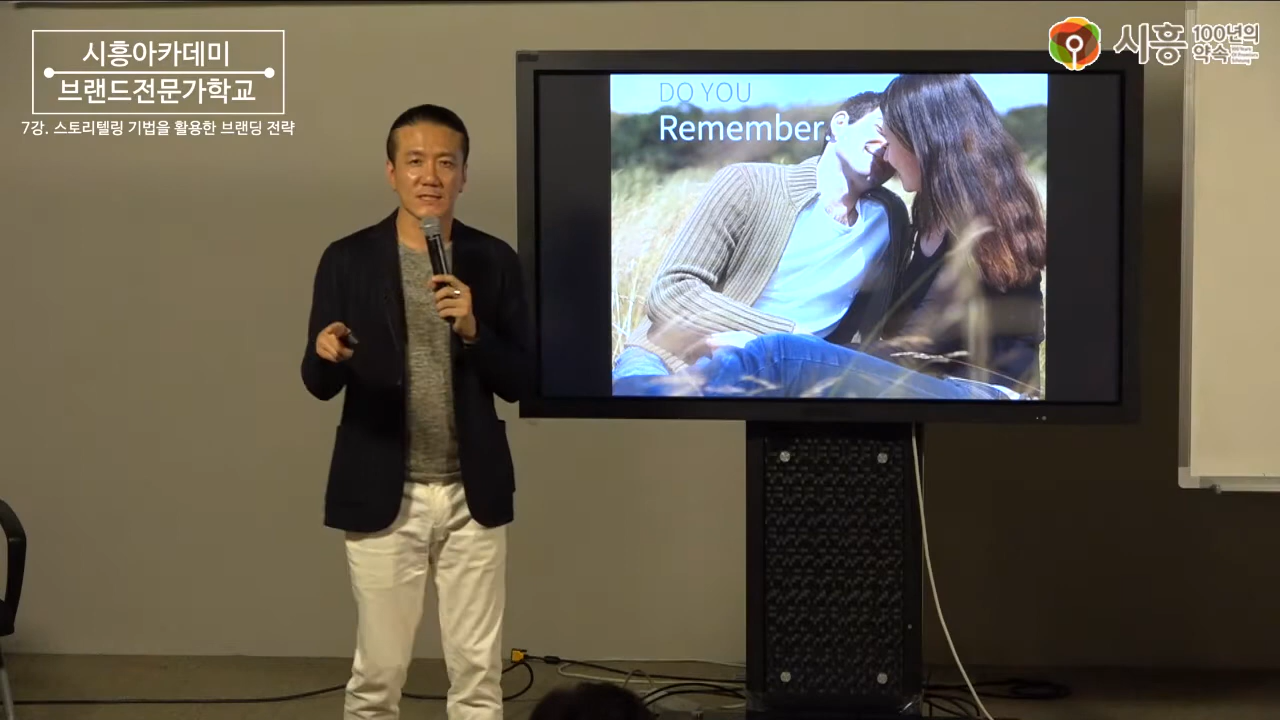 시흥아카데미
브랜드전문가학교
7강. 스토리텔링 기법을 활용한 브랜딩 전략
시흥
100년의
약속
DO YOU
Remember.